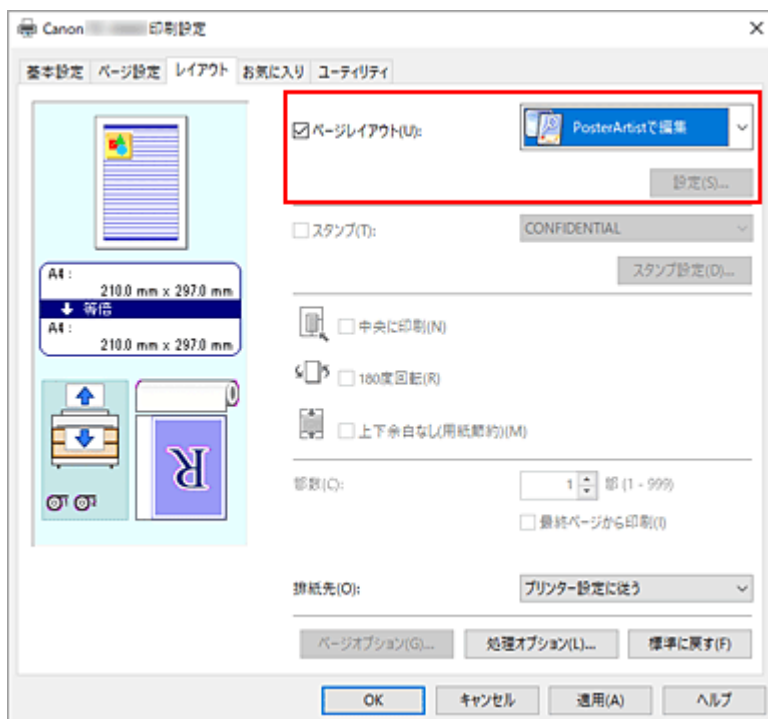 Canon 印刷設定
基本設定 ページ設定 レイアウト お気に入り ユーティリティ
ページレイアウト(U): PosterArtistで編集
設定(S)...
スタンプ(T): CONFIDENTIAL
スタンプ設定(D)...
A4 :
210.0 mm x 297.0 mm
等倍
A4 :
210.0 mm x 297.0 mm
中央に印刷(N)
180度回転(R)
上下余白なし(用紙節約)(M)
R
部数(C): 1 部 (1 - 999)
最終ページから印刷(I)
排紙先(O): プリンター設定に従う
ページオプション(G)... 処理オプション(L)... 標準に戻す(F)
OK キャンセル 適用(A) ヘルプ